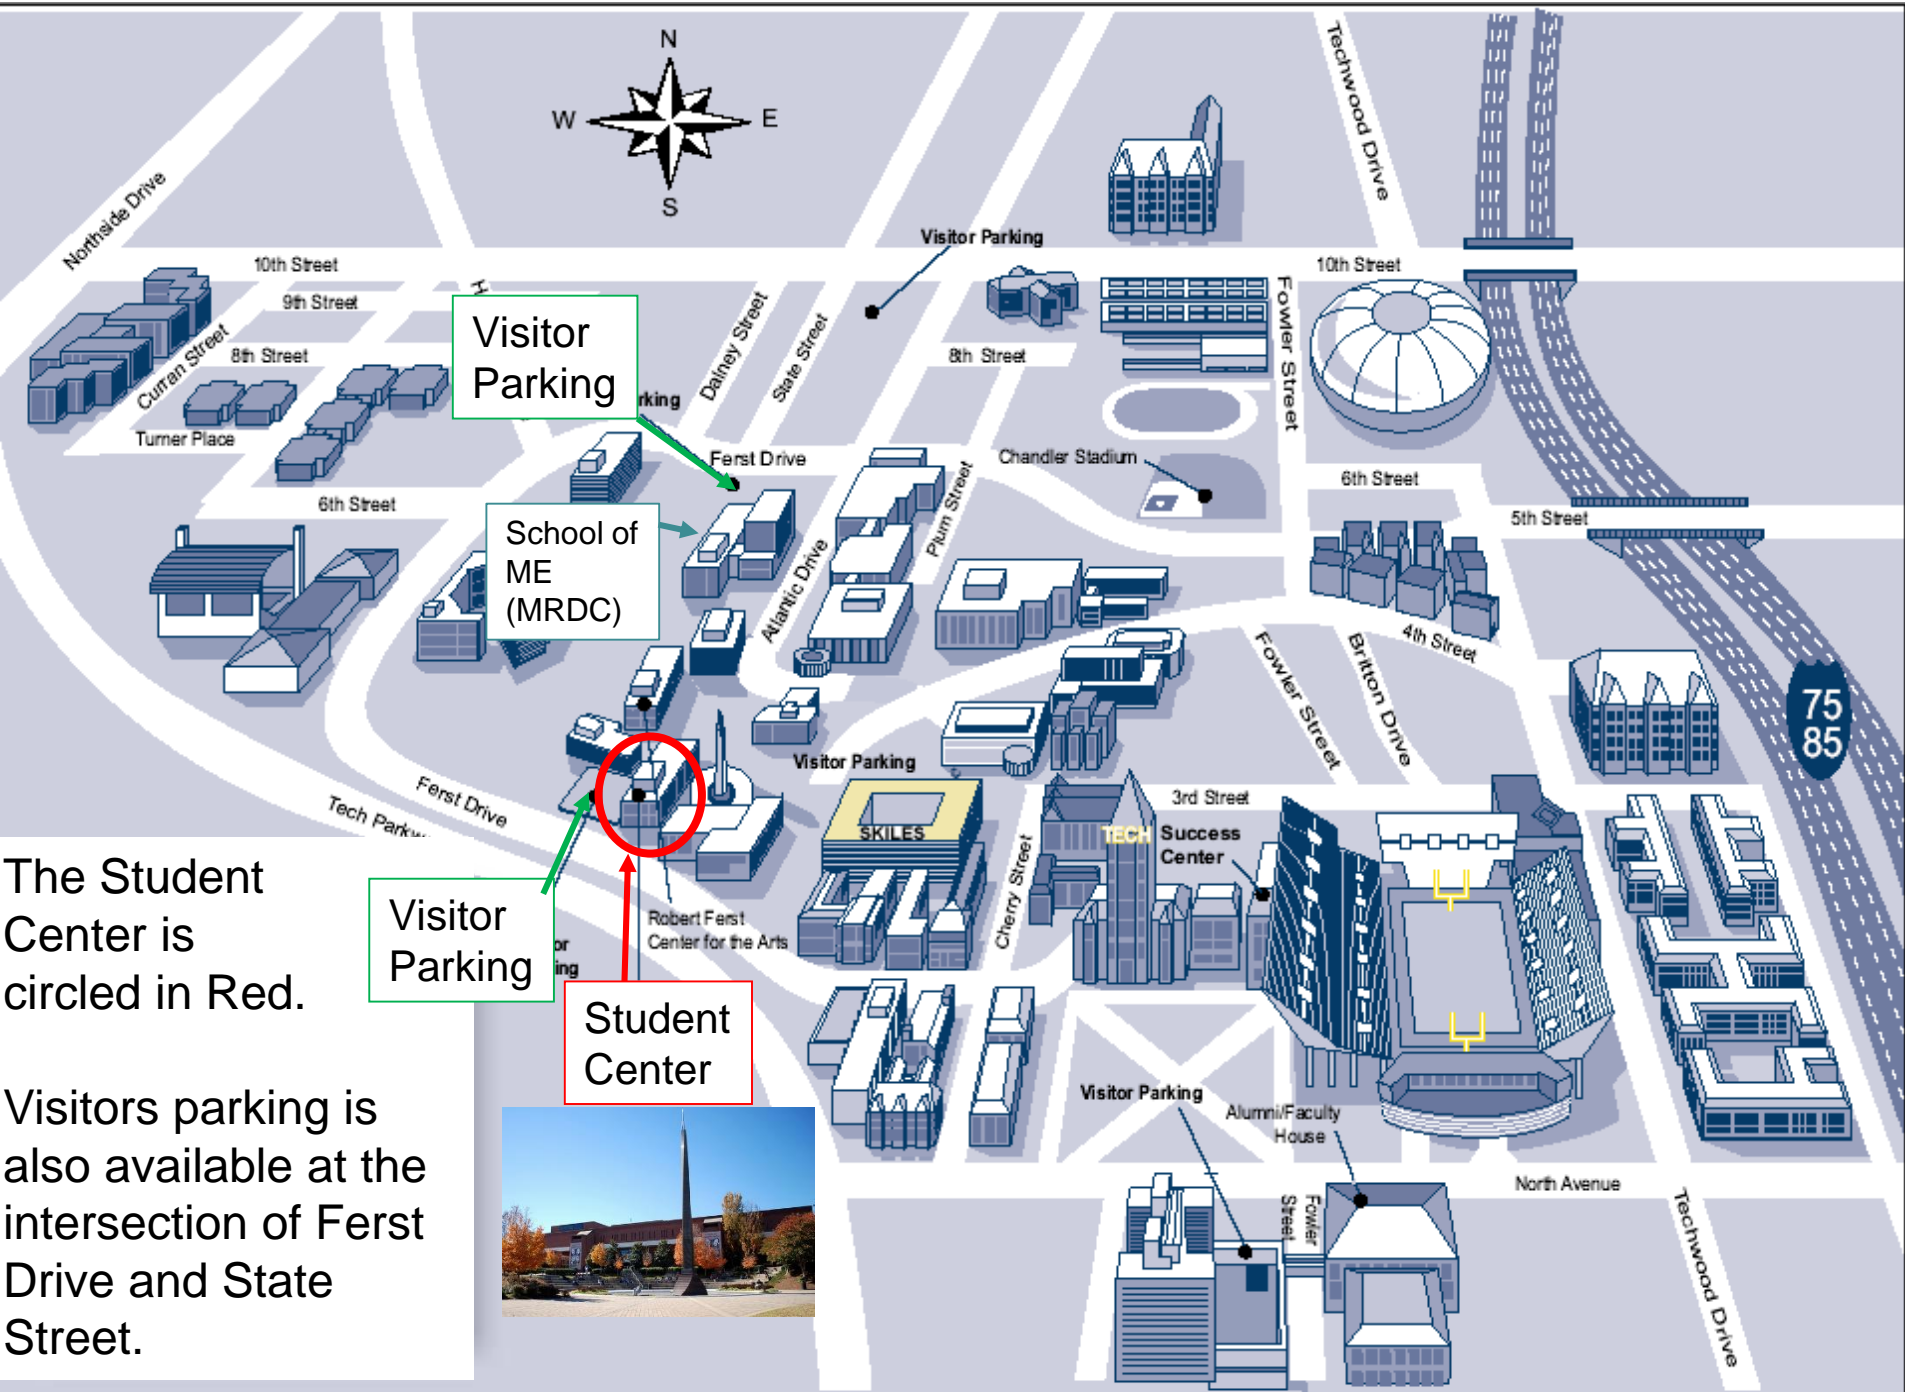 N
W
E
S
Techwood Drive
Northside Drive
Visitor Parking
10th Street
10th Street
9th Street
H
Visitor
Parking
rking
Dalney Street
State Street
8th Street
8th Street
Curran Street
Fowler Street
Turner Place
Ferst Drive
Chandler Stadium
6th Street
6th Street
5th Street
School of
ME
(MRDC)
Plum Street
Atlantic Drive
4th Street
Fowler Street
Britton Drive
75
85
Visitor Parking
Ferst Drive
Tech Parkw
3rd Street
SKILES
TECH
Success
Center
Cherry Street
The Student
Center is
circled in Red.
Visitors parking is
also available at the
intersection of Ferst
Drive and State
Street.
Visitor
Parking
or
ing
Robert Ferst
Center for the Arts
Student
Center
Visitor Parking
Alumni/Faculty
House
North Avenue
Fowler
Street
Techwood Drive